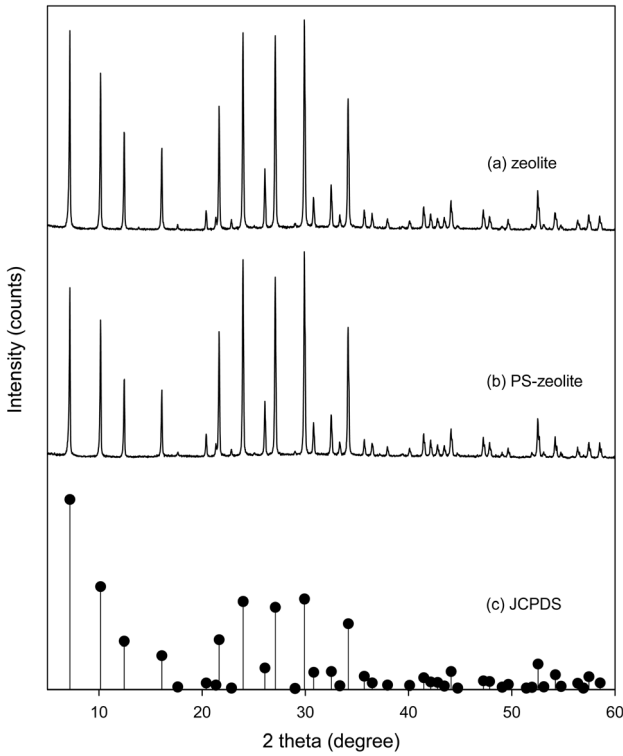 Intensity (counts)
(a) zeolite
(b) PS-zeolite
(c) JCPDS
10 20 30 40 50 60
2 theta (degree)